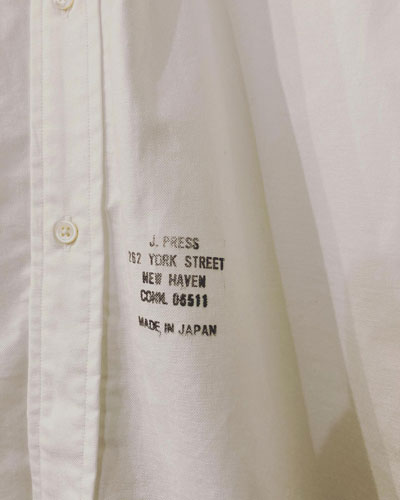 J. PRESS
262 YORK STREET
NEW HAVEN
CONN. 06511
MADE IN JAPAN